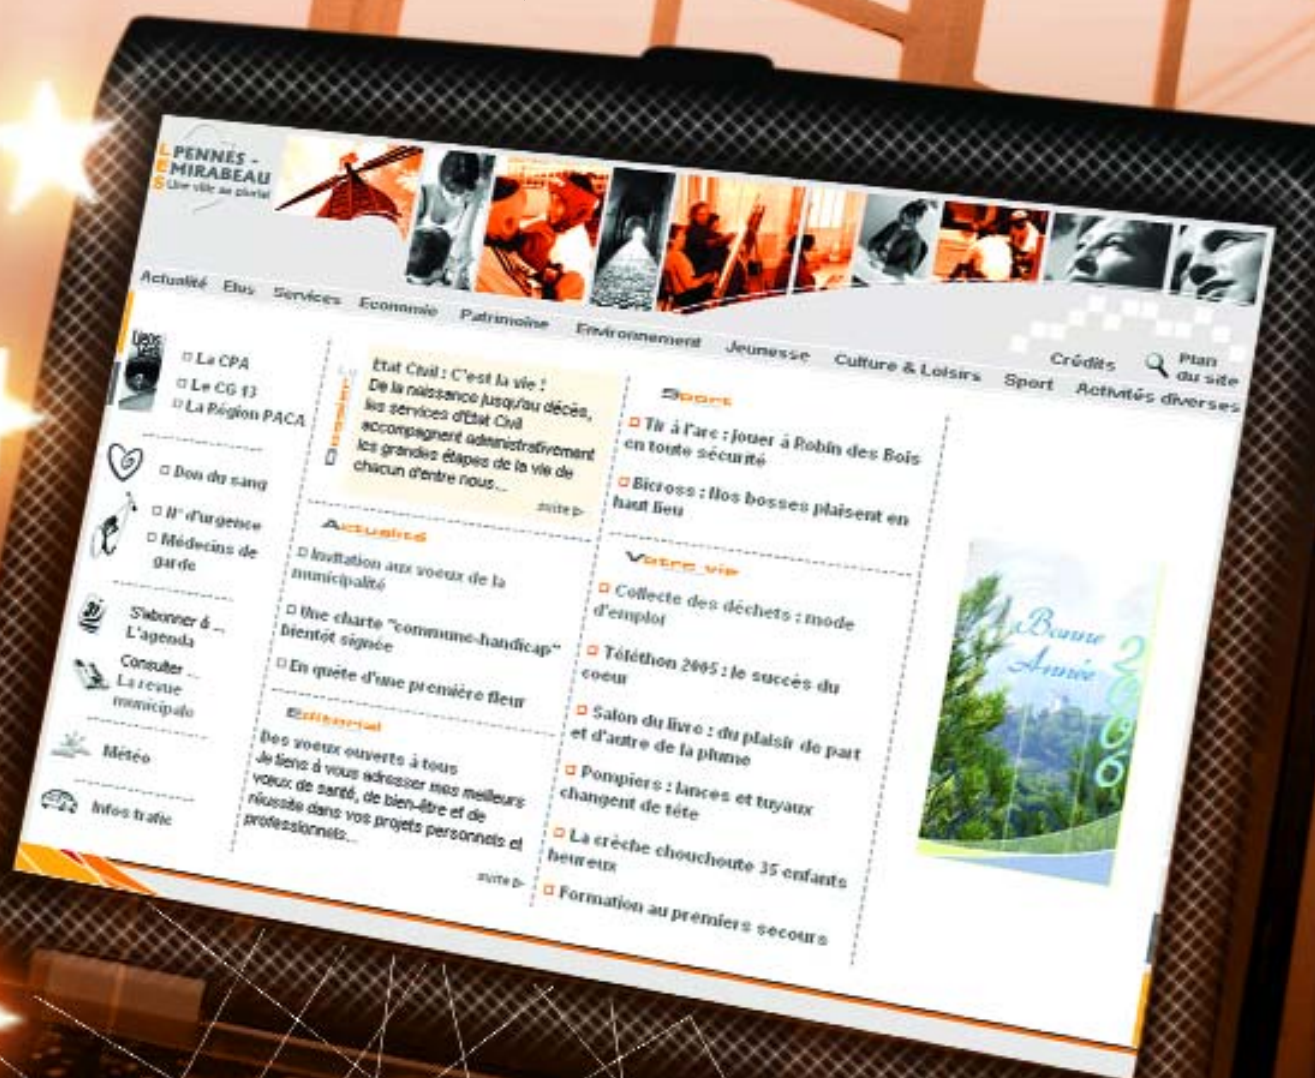 LES
PENNES -
MIRABEAU
Une ville au pluriel
Actualité Elus Services Economie Patrimoine Environnement Jeunesse Culture & Loisirs Sport Activités diverses
Crédits
Plan
du site
Liens
La CPA
Le CG 13
La Région PACA
Don du sang
N° d'urgence
Médecins de
garde
S'abonner à ...
L'agenda
Consulter ...
La revue
municipale
Météo
Infos trafic
Le Dossier
Etat Civil : C'est la vie !
De la naissance jusqu'au décès,
les services d'Etat Civil
accompagnent administrativement
les grandes étapes de la vie de
chacun d'entre nous...
suite
Actualité
Invitation aux voeux de la
municipalité
Une charte "commune-handicap"
bientôt signée
En quête d'une première fleur
Editorial
Des voeux ouverts à tous
Je tiens à vous adresser mes meilleurs
vœux de santé, de bien-être et de
réussite dans vos projets personnels et
professionnels...
suite
Sport
Tir à l'arc : jouer à Robin des Bois
en toute sécurité
Bicross : Nos bosses plaisent en
haut lieu
Votre vie
Collecte des déchets : mode
d'emploi
Téléthon 2005 : le succès du
coeur
Salon du livre : du plaisir de part
et d'autre de la plume
Pompiers : lances et tuyaux
changent de tête
La crèche chouchoute 35 enfants
heureux
Formation au premiers secours
Bonne
Année
2006